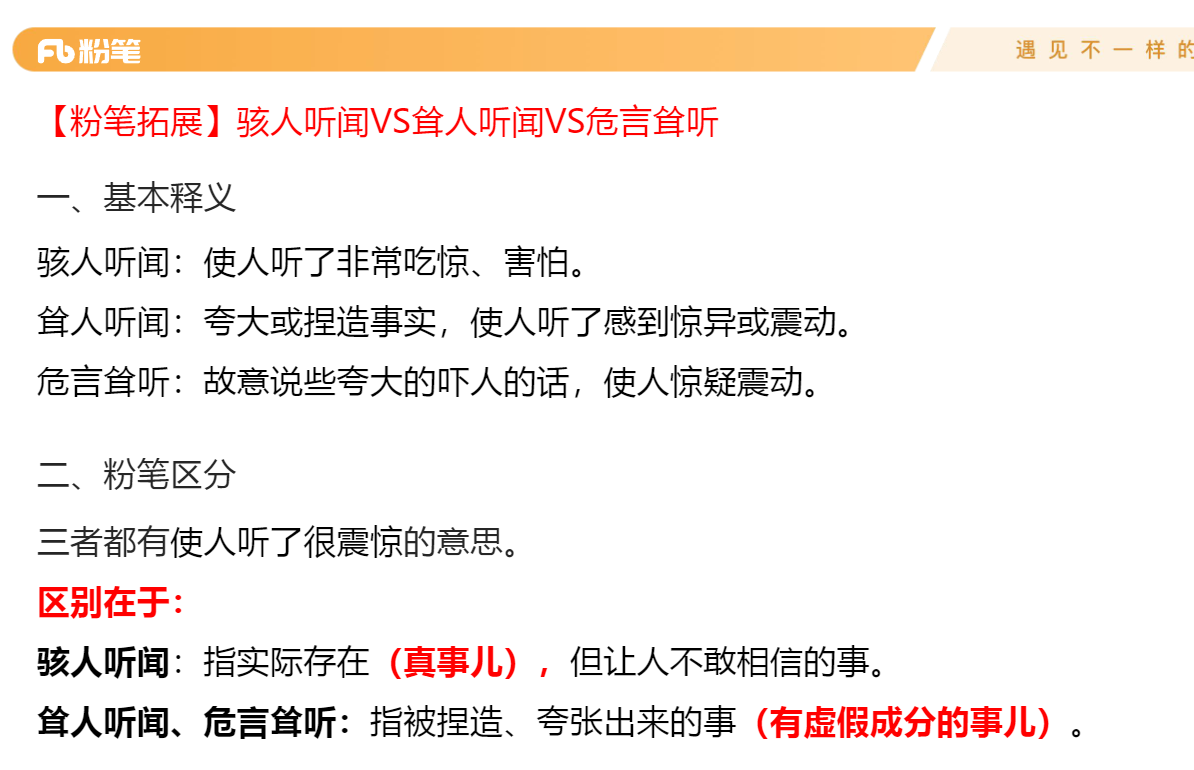 粉笔
遇见不一样的
【粉笔拓展】骇人听闻VS耸人听闻VS危言耸听
一、基本释义
骇人听闻：使人听了非常吃惊、害怕。
耸人听闻：夸大或捏造事实，使人听了感到惊异或震动。
危言耸听：故意说些夸大的吓人的话，使人惊疑震动。
二、粉笔区分
三者都有使人听了很震惊的意思。
区别在于：
骇人听闻：指实际存在（真事儿），但让人不敢相信的事。
耸人听闻、危言耸听：指被捏造、夸张出来的事（有虚假成分的事儿）。